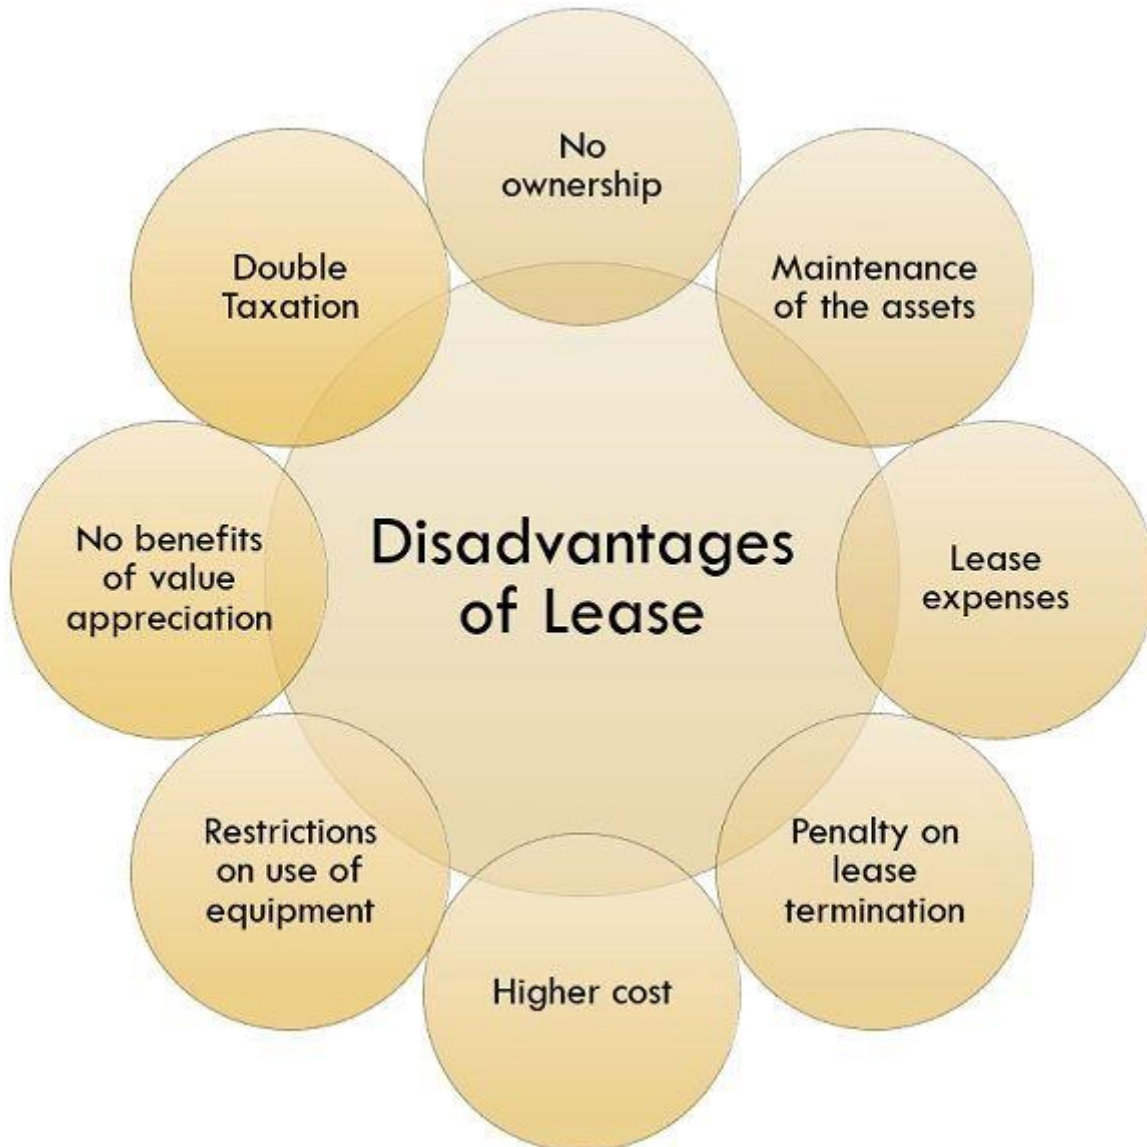 Disadvantages
of Lease
No
ownership
Maintenance
of the assets
Lease
expenses
Penalty on
lease
termination
Higher cost
Restrictions
on use of
equipment
No benefits
of value
appreciation
Double
Taxation